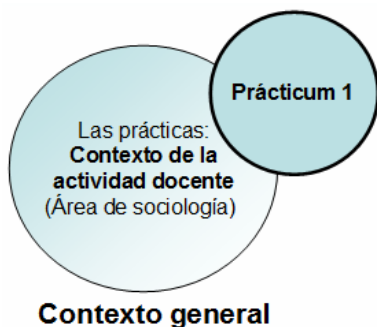 Prácticum 1
Las prácticas:
Contexto de la
actividad docente
(Área de sociología)
Contexto general